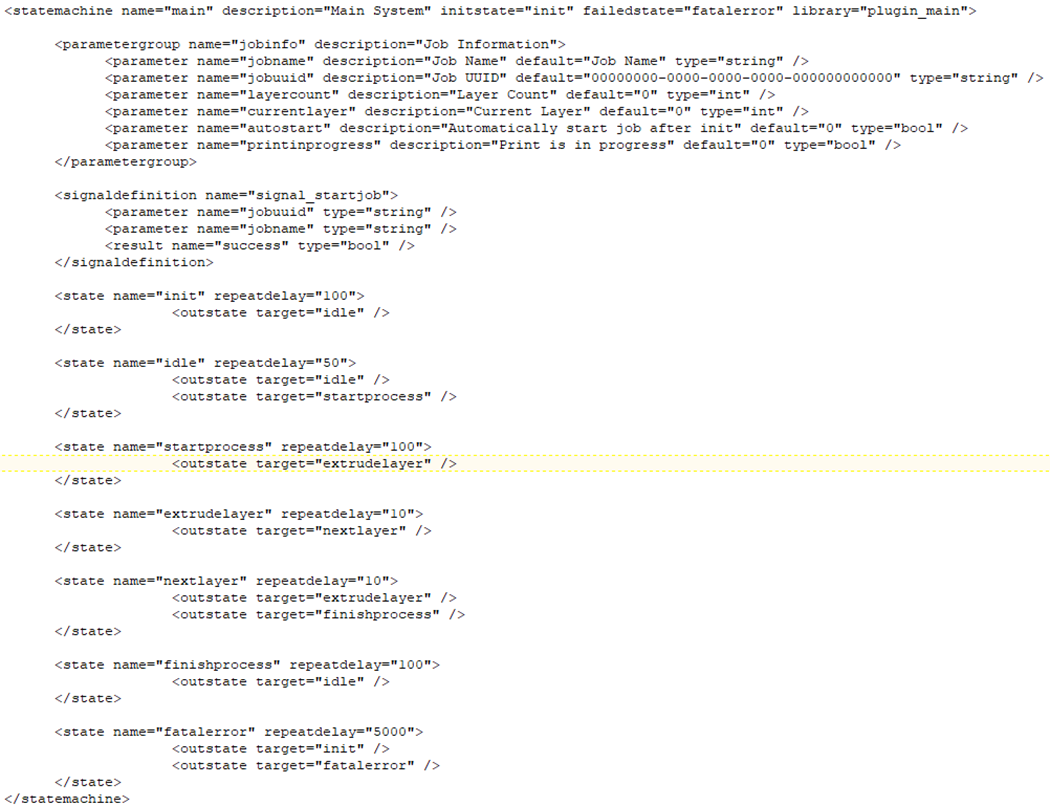 <statemachine name="main" description="Main System" initstate="init" failedstate="fatalerror" library="plugin_main">
<parametergroup name="jobinfo" description="Job Information">
<parameter name="jobname" description="Job Name" default="Job Name" type="string" />
<parameter name="jobuuid" description="Job UUID" default="00000000-0000-0000-0000-000000000000" type="string" />
<parameter name="layercount" description="Layer Count" default="0" type="int" />
<parameter name="currentlayer" description="Current Layer" default="0" type="int" />
<parameter name="autostart" description="Automatically start job after init" default="0" type="bool" />
<parameter name="printinprogress" description="Print is in progress" default="0" type="bool" />
</parametergroup>
<signaldefinition name="signal_startjob">
<parameter name="jobuuid" type="string" />
<parameter name="jobname" type="string" />
<result name="success" type="bool" />
</signaldefinition>
<state name="init" repeatdelay="100">
<outstate target="idle" />
</state>
<state name="idle" repeatdelay="50">
<outstate target="idle" />
<outstate target="startprocess" />
</state>
<state name="startprocess" repeatdelay="100">
<outstate target="extrudelayer" />
</state>
<state name="extrudelayer" repeatdelay="10">
<outstate target="nextlayer" />
</state>
<state name="nextlayer" repeatdelay="10">
<outstate target="extrudelayer" />
<outstate target="finishprocess" />
</state>
<state name="finishprocess" repeatdelay="100">
<outstate target="idle" />
</state>
<state name="fatalerror" repeatdelay="5000">
<outstate target="init" />
<outstate target="fatalerror" />
</state>
</statemachine>